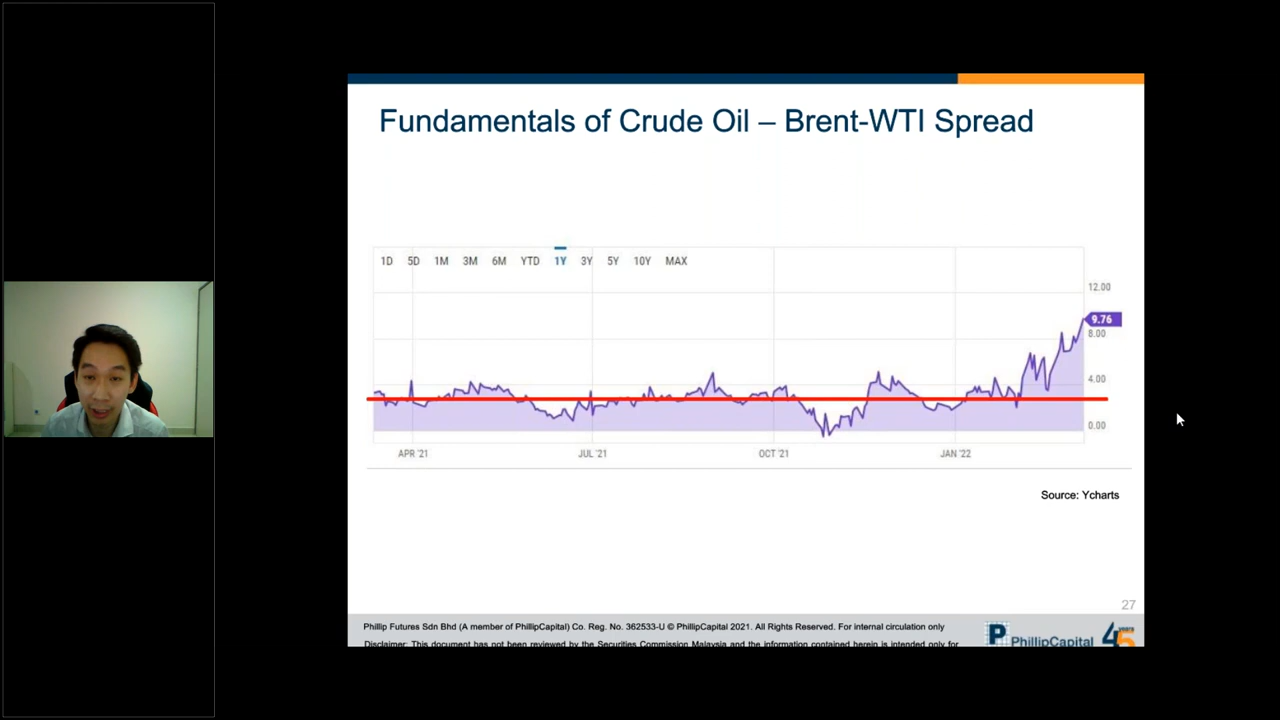 Fundamentals of Crude Oil – Brent-WTI Spread
1D 5D 1M 3M 6M YTD 1Y 3Y 5Y 10Y MAX
12.00
9.76
8.00
4.00
0.00
APR '21 JUL '21 OCT '21 JAN '22
Source: Ycharts
27
Phillip Futures Sdn Bhd (A member of PhillipCapital) Co. Reg. No. 362533-U © PhillipCapital 2021. All Rights Reserved. For internal circulation only
Disclaimer: This document has not been reviewed by the Securities Commission Malaysia and the information contained herein is intended only for
P PhillipCapital 45 years